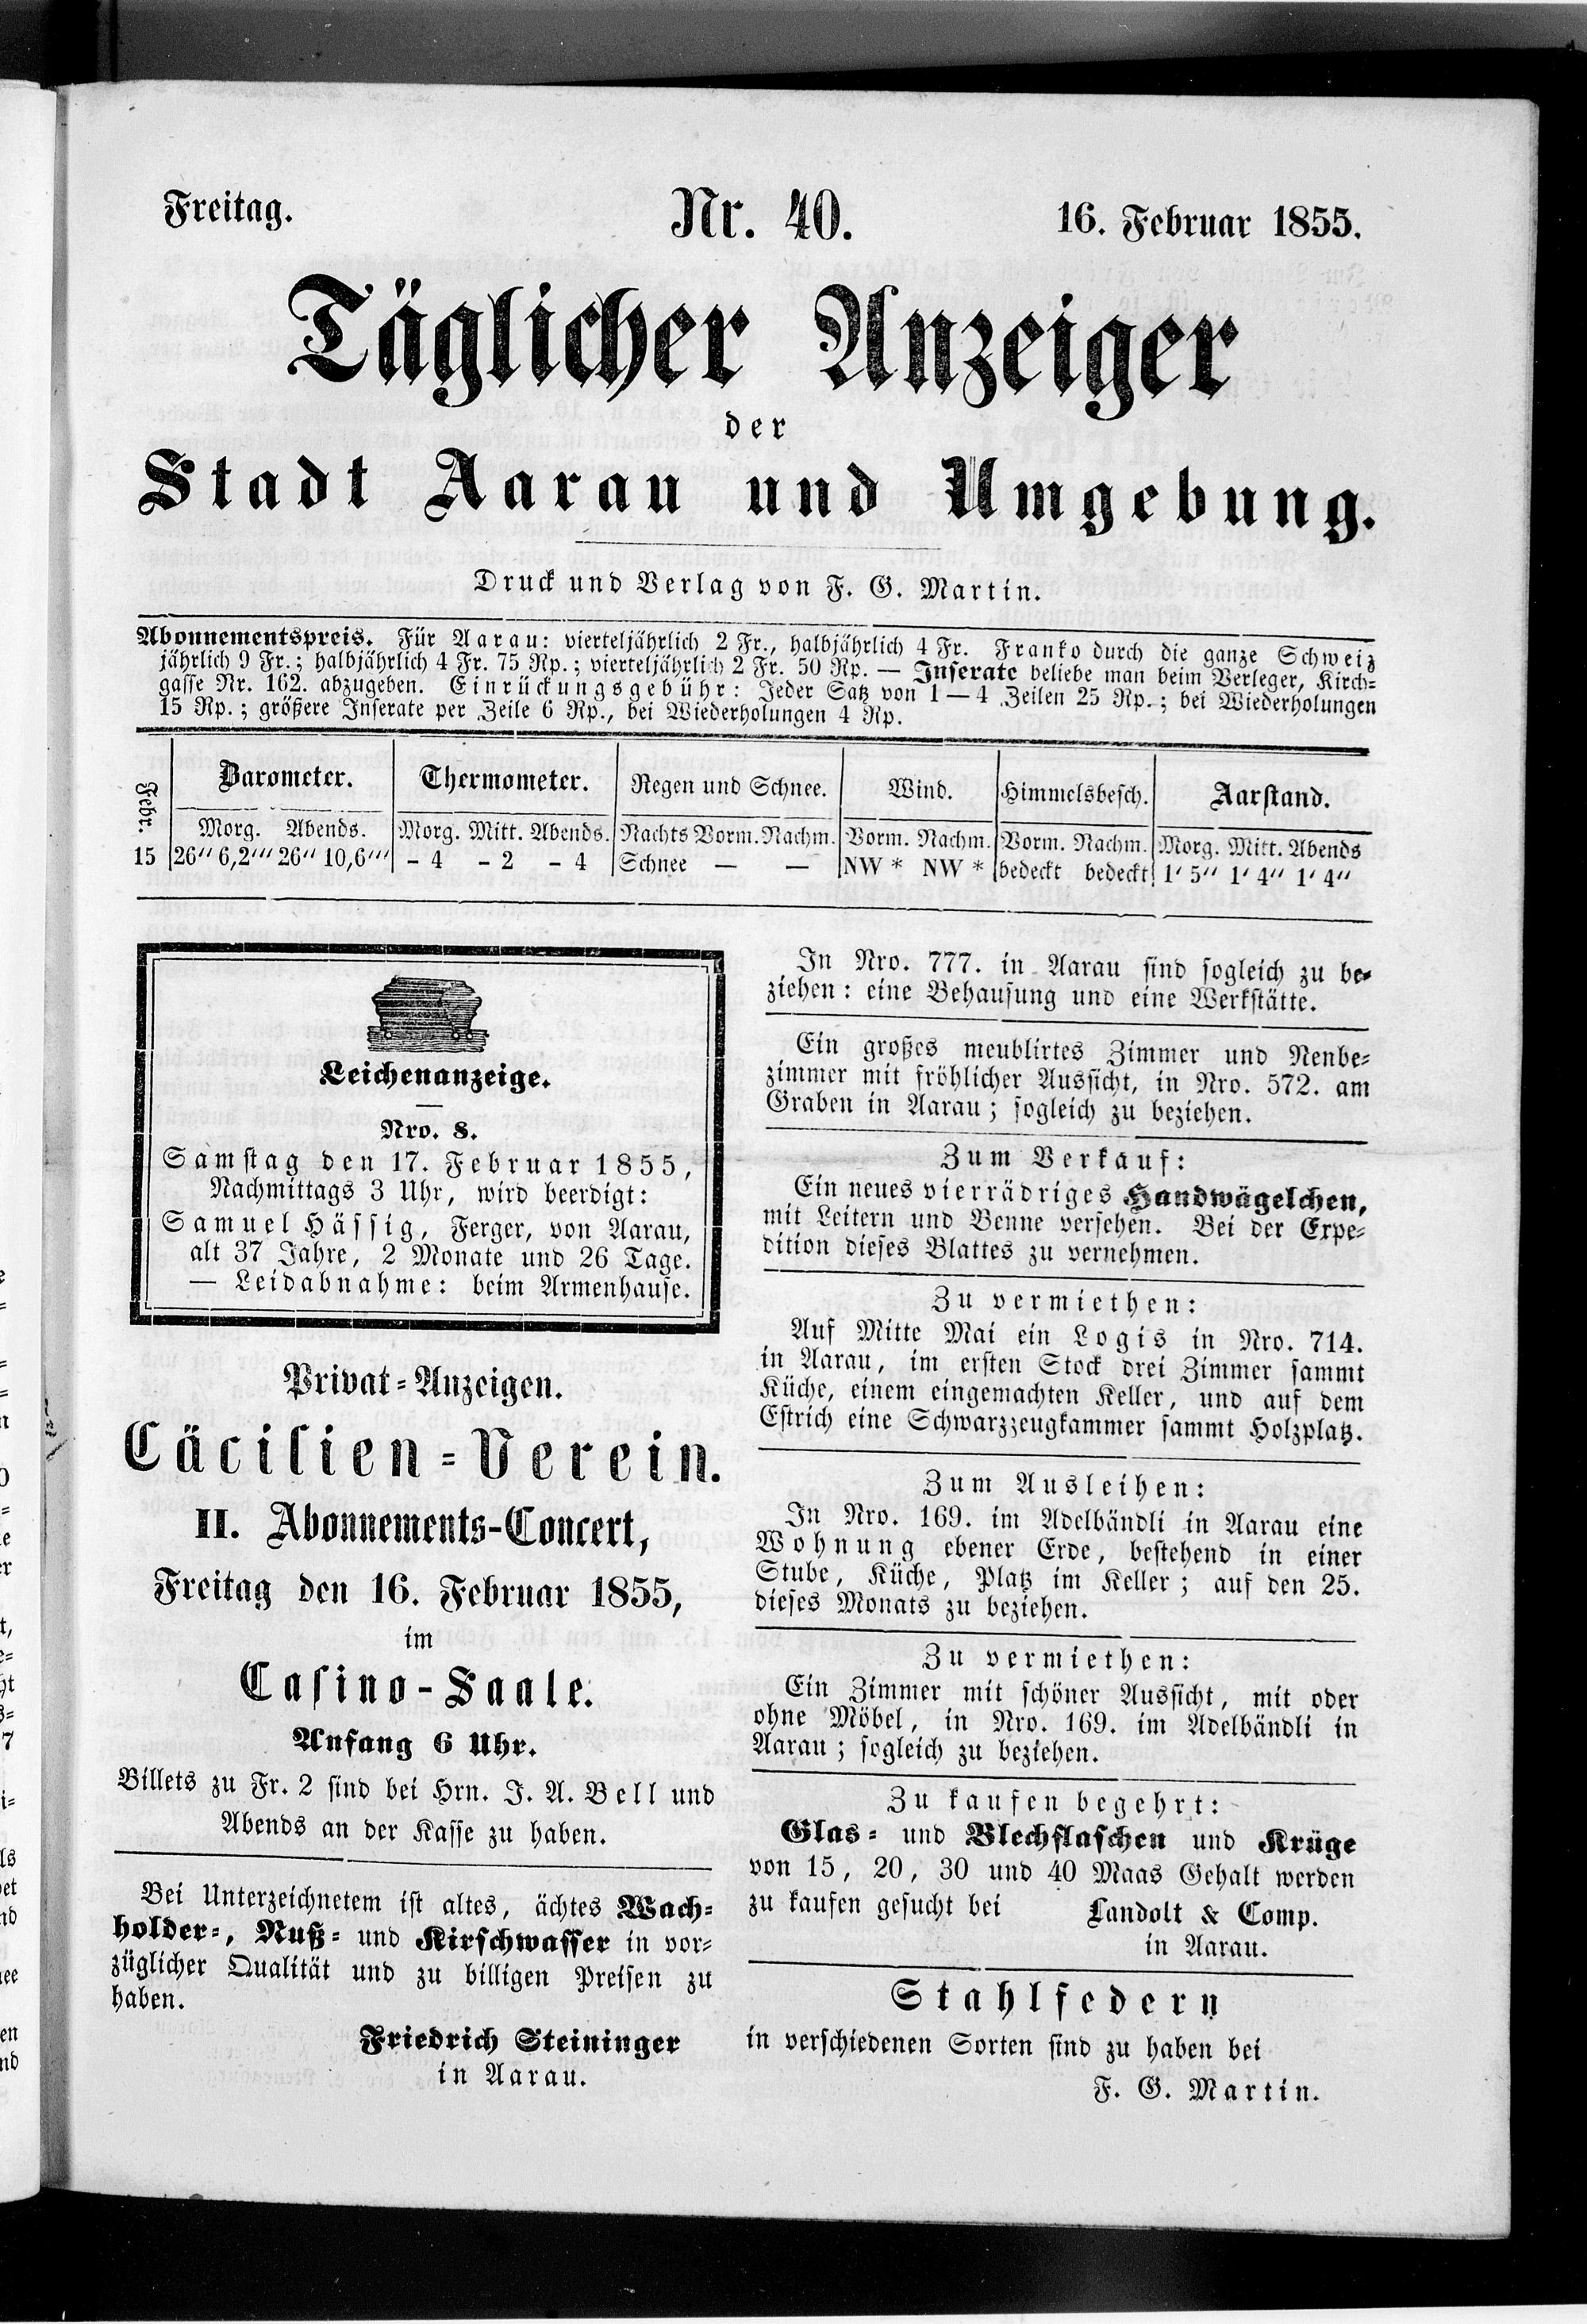 Freitag. Nr. 40. 16. Februar 1855.
Täglicher Anzeiger
der
Stadt Aarau und Umgebung.
Druck und Verlag von F. G. Martin.
Abonnementspreis. Für Aarau: vierteljährlich 2 Fr., halbjährlich 4 Fr. Franko durch die ganze Schweiz
jährlich 9 Fr.; halbjährlich 4 Fr. 75 Rp.; vierteljährlich 2 Fr. 50 Rp. — Inserate beliebe man beim Verleger, Kirch-
gasse Nr. 162. abzugeben. Einrückungsgebühr: Jeder Satz von 1—4 Zeilen 25 Rp.; bei Wiederholungen
15 Rp.; größere Inserate per Zeile 6 Rp., bei Wiederholungen 4 Rp.
Febr. Barometer. Thermometer. Regen und Schnee. Wind. Himmelsbesch. Aarstand.
Morg. Abends. Morg. Mitt. Abends. Nachts Vorm. Nachm. Vorm. Nachm. Vorm. Nachm. Morg. Mitt. Abends
15 26'' 6,2''' 26'' 10,6''' - 4 - 2 - 4 Schnee — — NW * NW * bedeckt bedeckt 1' 5'' 1' 4'' 1' 4''
Leichenanzeige.
Nro. 8.
Samstag den 17. Februar 1855,
Nachmittags 3 Uhr, wird beerdigt:
Samuel Hässig, Ferger, von Aarau,
alt 37 Jahre, 2 Monate und 26 Tage.
— Leidabnahme: beim Armenhause.
Privat-Anzeigen.
Cäcilien-Verein.
II. Abonnements-Concert,
Freitag den 16. Februar 1855,
im
Casino-Saale.
Anfang 6 Uhr.
Billets zu Fr. 2 sind bei Hrn. J. A. Bell und
Abends an der Kasse zu haben.
Bei Unterzeichnetem ist altes, ächtes Wach-
holder-, Nuß- und Kirschwasser in vor-
züglicher Qualität und zu billigen Preisen zu
haben.
Friedrich Steininger
in Aarau.
In Nro. 777. in Aarau sind sogleich zu be-
ziehen: eine Behausung und eine Werkstätte.
Ein großes meublirtes Zimmer und Nenbe-
zimmer mit fröhlicher Aussicht, in Nro. 572. am
Graben in Aarau; sogleich zu beziehen.
Zum Verkauf:
Ein neues vierrädriges Handwägelchen,
mit Leitern und Benne versehen. Bei der Expe-
dition dieses Blattes zu vernehmen.
Zu vermiethen:
Auf Mitte Mai ein Logis in Nro. 714.
in Aarau, im ersten Stock drei Zimmer sammt
Küche, einem eingemachten Keller, und auf dem
Estrich eine Schwarzzeugkammer sammt Holzplatz.
Zum Ausleihen:
In Nro. 169. im Adelbändli in Aarau eine
Wohnung ebener Erde, bestehend in einer
Stube, Küche, Platz im Keller; auf den 25.
dieses Monats zu beziehen.
Zu vermiethen:
Ein Zimmer mit schöner Aussicht, mit oder
ohne Möbel, in Nro. 169. im Adelbändli in
Aarau; sogleich zu beziehen.
Zu kaufen begehrt:
Glas- und Blechflaschen und Krüge
von 15, 20, 30 und 40 Maas Gehalt werden
zu kaufen gesucht bei Landolt & Comp.
in Aarau.
Stahlfedern
in verschiedenen Sorten sind zu haben bei
F. G. Martin.